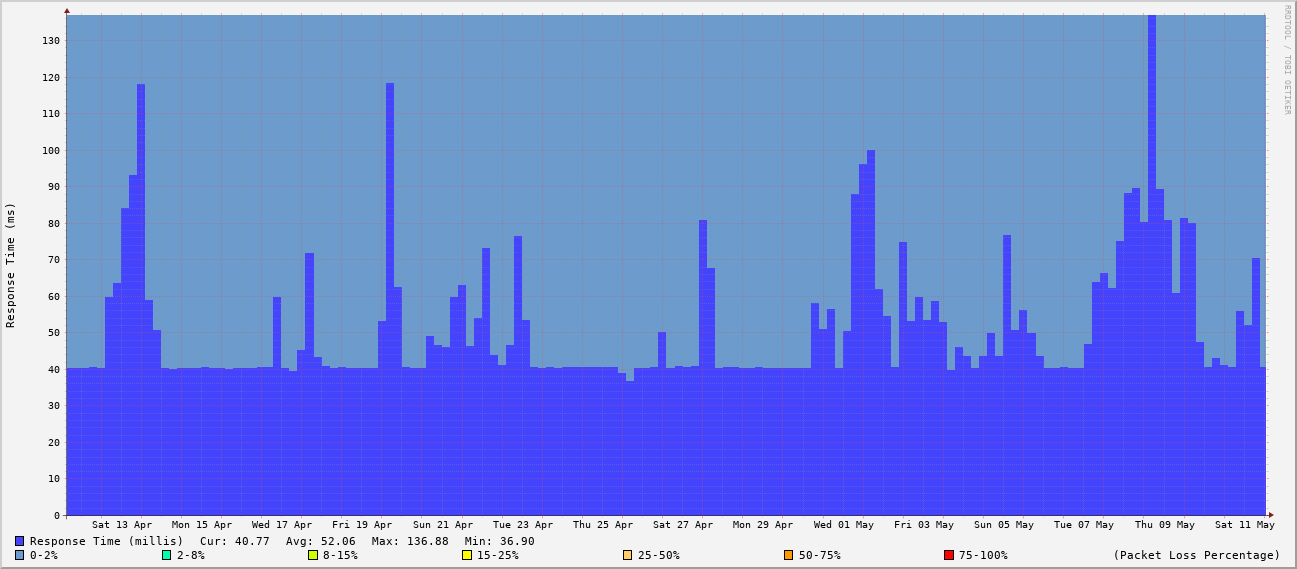 RRDTOOL / TOBI OETIKER
Response Time (ms)
130
120
110
100
90
80
70
60
50
40
30
20
10
0
Sat 13 Apr Mon 15 Apr Wed 17 Apr Fri 19 Apr Sun 21 Apr Tue 23 Apr Thu 25 Apr Sat 27 Apr Mon 29 Apr Wed 01 May Fri 03 May Sun 05 May Tue 07 May Thu 09 May Sat 11 May
Response Time (millis) Cur: 40.77 Avg: 52.06 Max: 136.88 Min: 36.90
0-2% 2-8% 8-15% 15-25% 25-50% 50-75% 75-100% (Packet Loss Percentage)